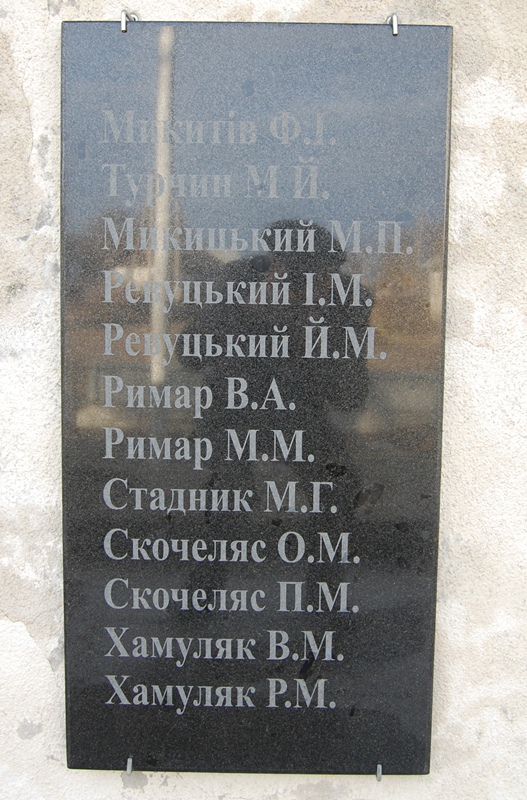 Микитів Ф.І.
Турчин М Й.
Микицький М.П.
Ревуцький І.М.
Ревуцький Й.М.
Римар В.А.
Римар М.М.
Стадник М.Г.
Скочеляс О.М.
Скочеляс П.М.
Хамуляк В.М.
Хамуляк Р.М.